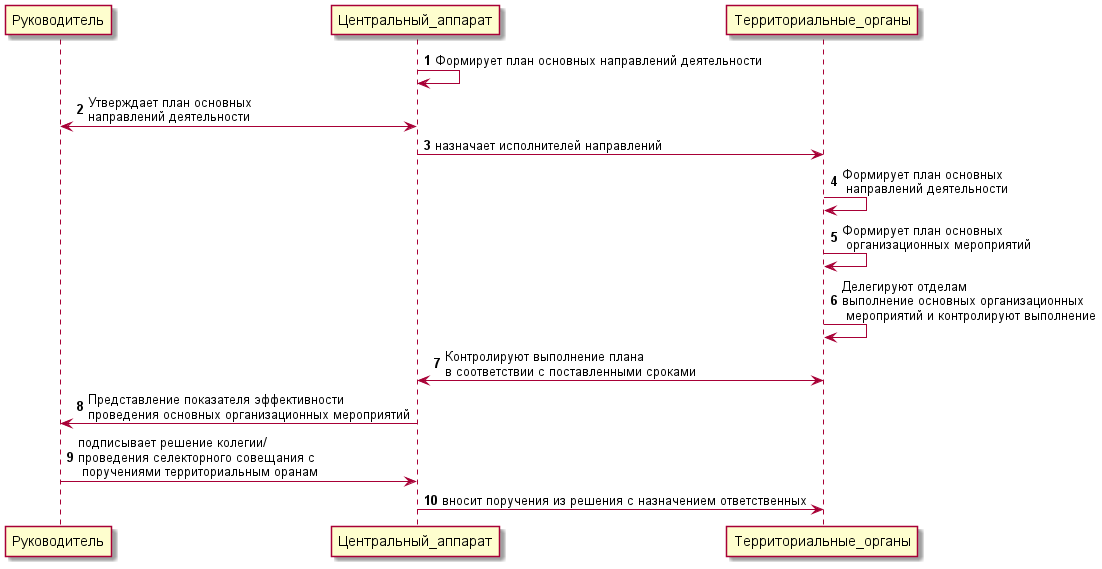 Руководитель
Центральный_аппарат
Территориальные_органы
1 Формирует план основных направлений деятельности
2 Утверждает план основных
направлений деятельности
3 назначает исполнителей направлений
4 Формирует план основных
направлений деятельности
5 Формирует план основных
организационных мероприятий
Делегируют отделам
6 выполнение основных организационных
мероприятий и контролируют выполнение
7 Контролируют выполнение плана
в соответствии с поставленными сроками
8 Представление показателя эффективности
проведения основных организационных мероприятий
подписывает решение колегии/
9 проведения селекторного совещания с
поручениями территориальным оранам
10 вносит поручения из решения с назначением ответственных
Руководитель
Центральный_аппарат
Территориальные_органы